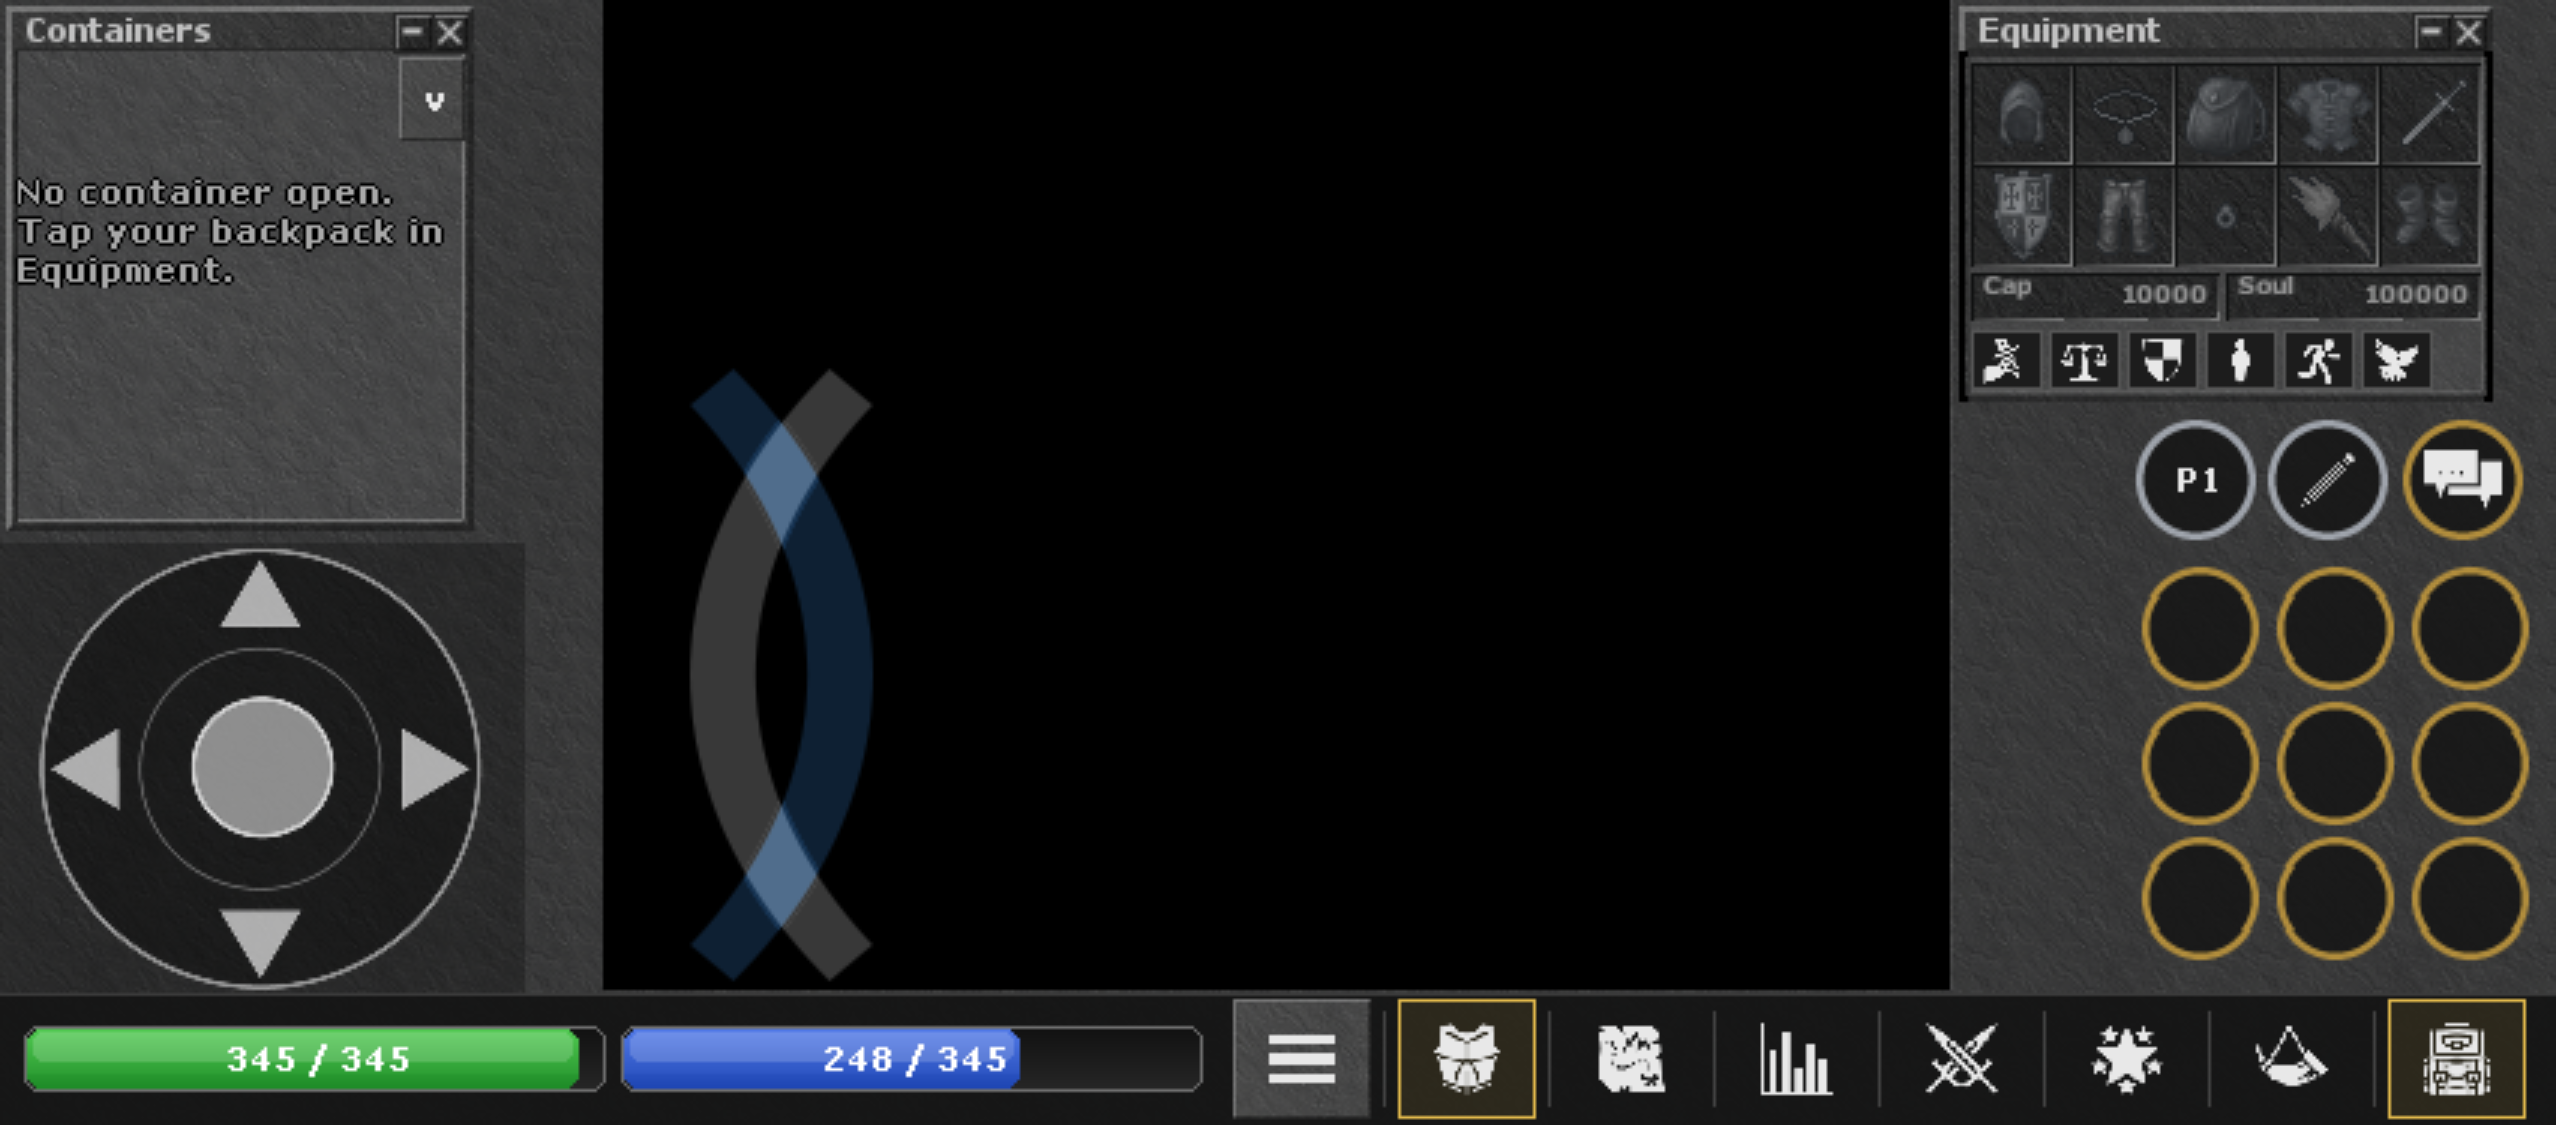 Containers
v
No container open.
Tap your backpack in
Equipment.
Equipment
Cap 10000
Soul 100000
P1
345 / 345
248 / 345